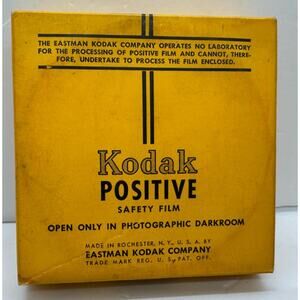 THE EASTMAN KODAK COMPANY OPERATES NO LABORATORY
FOR THE PROCESSING OF POSITIVE FILM AND CANNOT, THERE-
FORE, UNDERTAKE TO PROCESS THE FILM ENCLOSED.
Kodak
POSITIVE
SAFETY FILM
OPEN ONLY IN PHOTOGRAPHIC DARKROOM
MADE IN ROCHESTER, N. Y., U. S. A. BY
EASTMAN KODAK COMPANY
TRADE MARK REG. U. S. PAT. OFF.